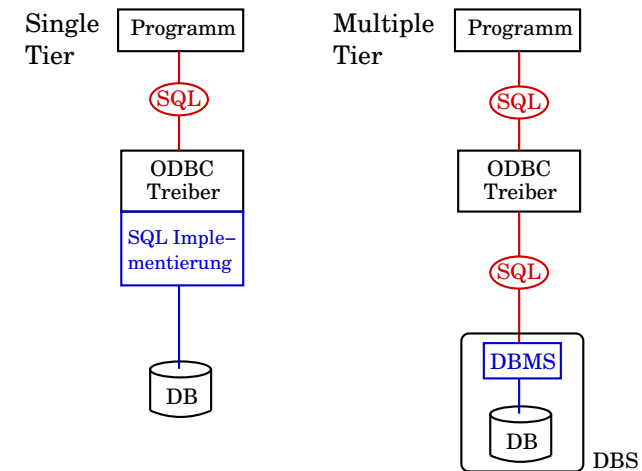 Single
Tier
Programm
SQL
ODBC
Treiber
SQL Imple–
mentierung
DB
Multiple
Tier
Programm
SQL
ODBC
Treiber
SQL
DBMS
DB
DBS